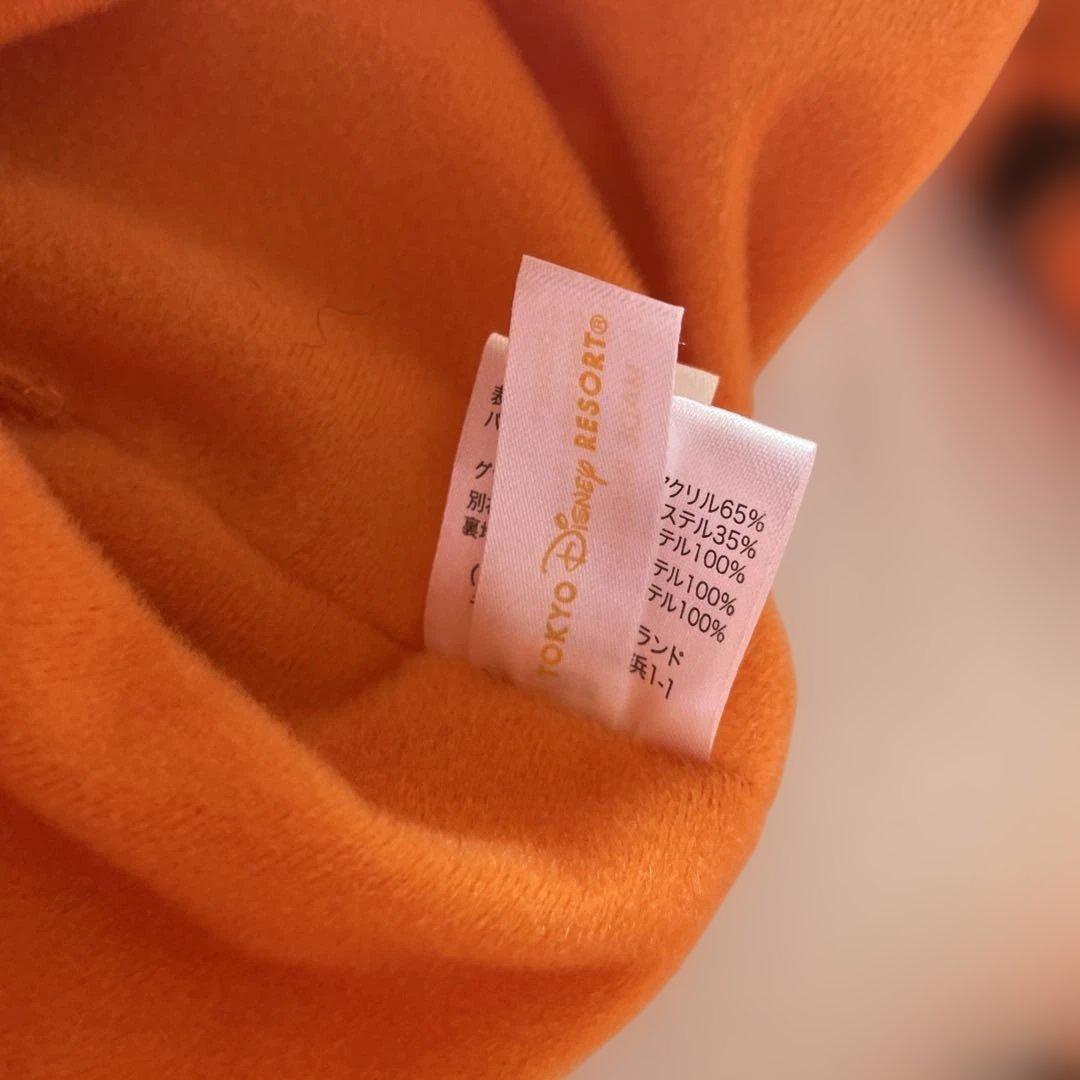 TOKYO DISNEY RESORT®
クリル65%
ステル35%
テル100%
テル100%
テル100%
ランド
浜1-1
表
パ
グ
別
裏
(